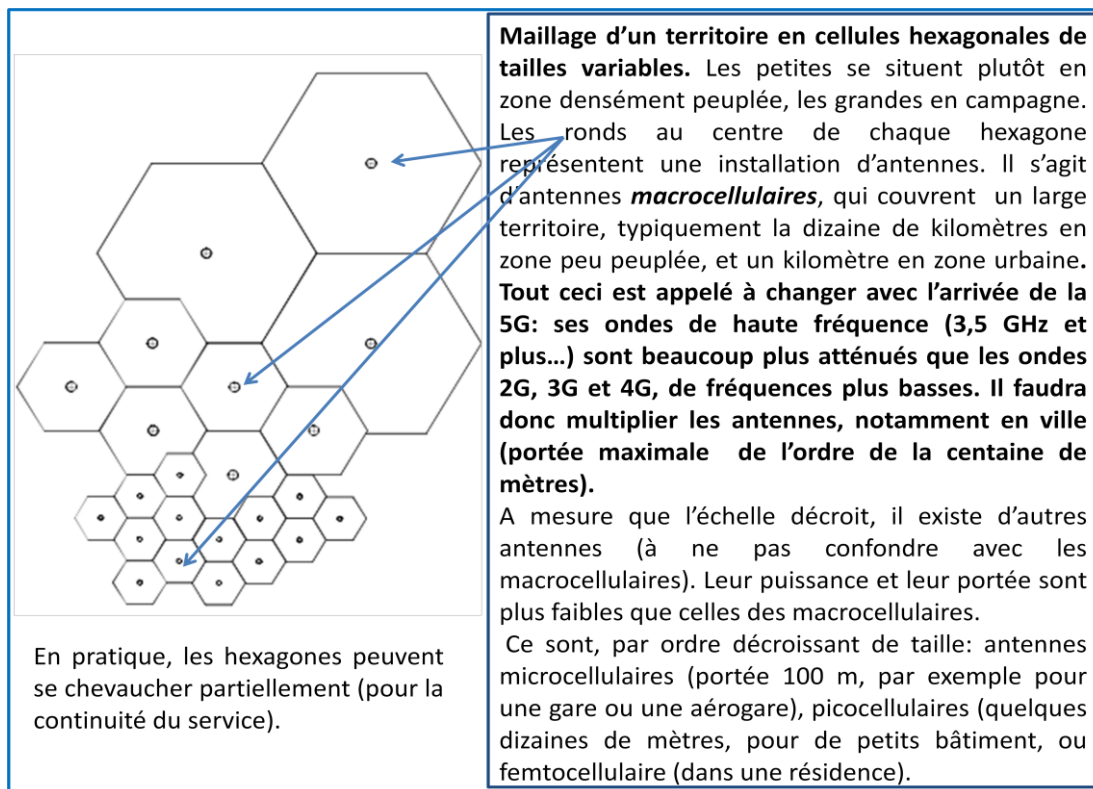 Maillage d’un territoire en cellules hexagonales de
tailles variables. Les petites se situent plutôt en
zone densément peuplée, les grandes en campagne.
Les ronds au centre de chaque hexagone
représentent une installation d’antennes. Il s’agit
d’antennes macrocellulaires, qui couvrent un large
territoire, typiquement la dizaine de kilomètres en
zone peu peuplée, et un kilomètre en zone urbaine.
Tout ceci est appelé à changer avec l’arrivée de la
5G: ses ondes de haute fréquence (3,5 GHz et
plus…) sont beaucoup plus atténués que les ondes
2G, 3G et 4G, de fréquences plus basses. Il faudra
donc multiplier les antennes, notamment en ville
(portée maximale de l’ordre de la centaine de
mètres).
A mesure que l’échelle décroit, il existe d’autres
antennes (à ne pas confondre avec les
macrocellulaires). Leur puissance et leur portée sont
plus faibles que celles des macrocellulaires.
Ce sont, par ordre décroissant de taille: antennes
microcellulaires (portée 100 m, par exemple pour
une gare ou une aérogare), picocellulaires (quelques
dizaines de mètres, pour de petits bâtiment, ou
femtocellulaire (dans une résidence).
En pratique, les hexagones peuvent
se chevaucher partiellement (pour la
continuité du service).